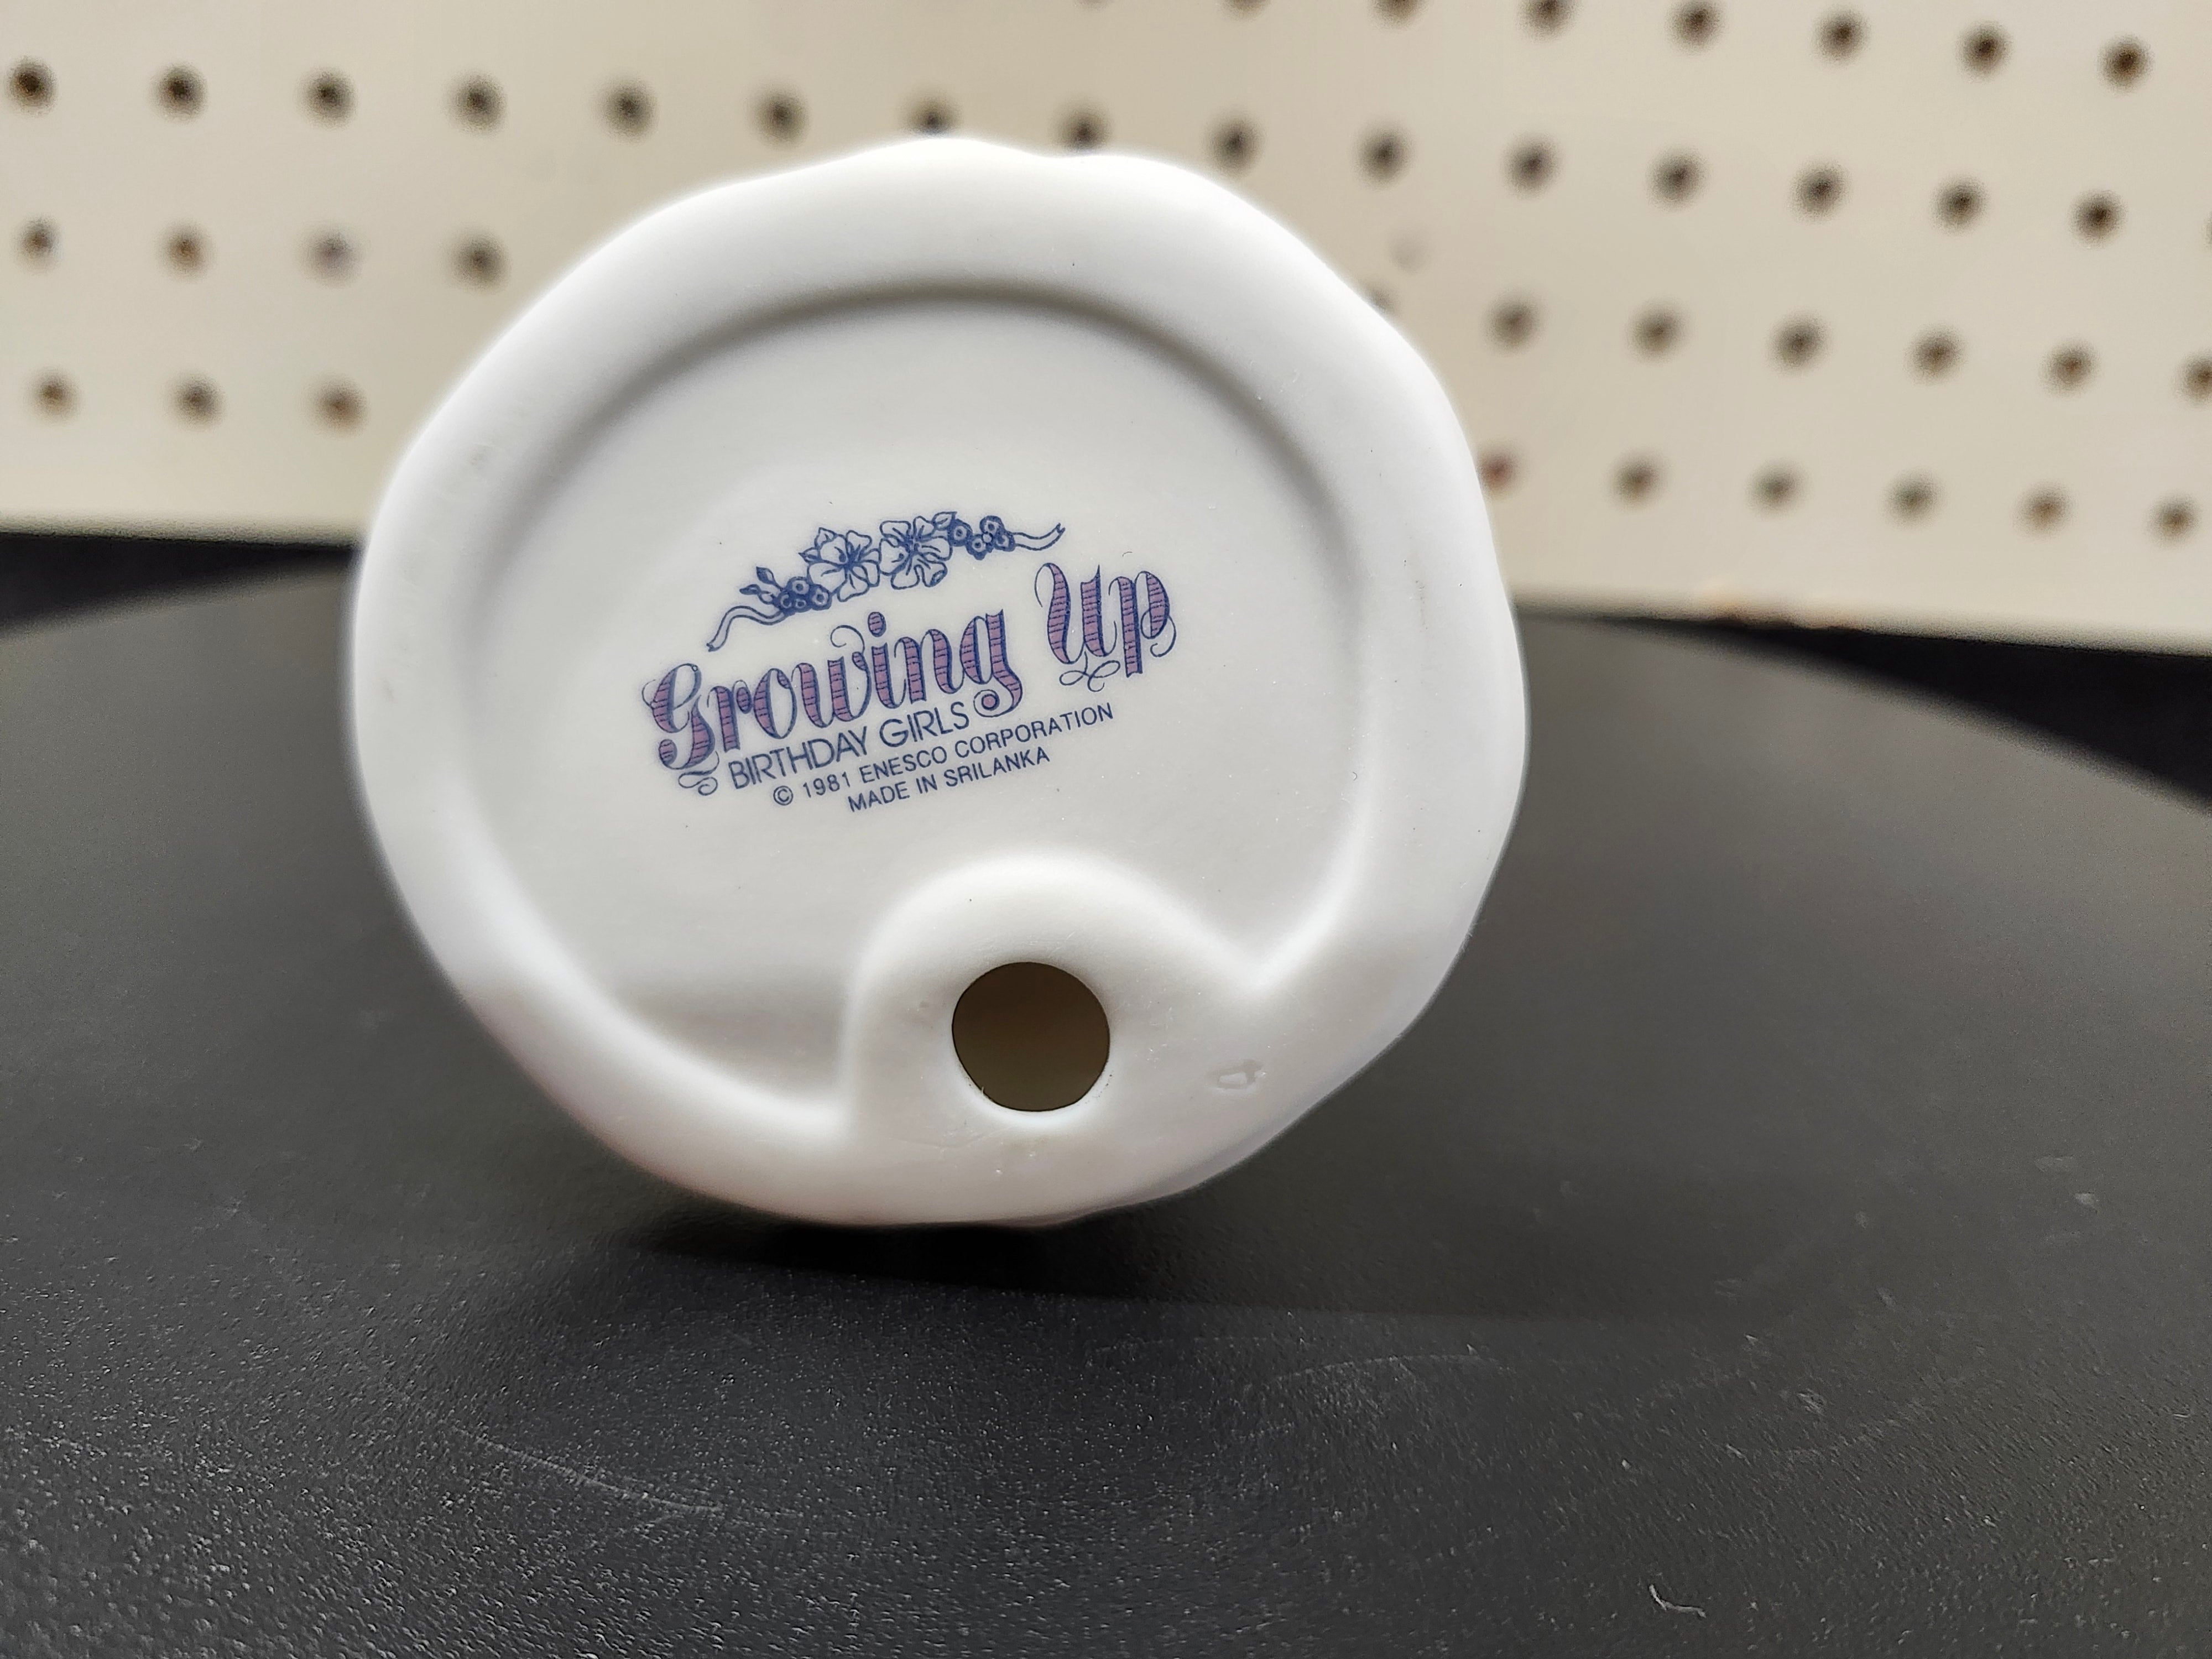 Growing Up
BIRTHDAY GIRLS
© 1981 ENESCO CORPORATION
MADE IN SRILANKA